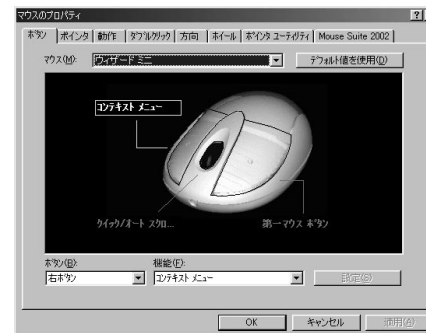 マウスのプロパティ
ボタン ポインタ 動作 ダブルクリック 方向 ホイール ポインタ ユーティリティ Mouse Suite 2002
マウス(M): ウィザード ミニ デフォルト値を使用(D)
コンテキスト メニュー
クイック/オート スクロ... 第一マウス ボタン
ボタン(B): 機能(F):
右ボタン コンテキスト メニュー 設定(S)
OK キャンセル 適用(A)